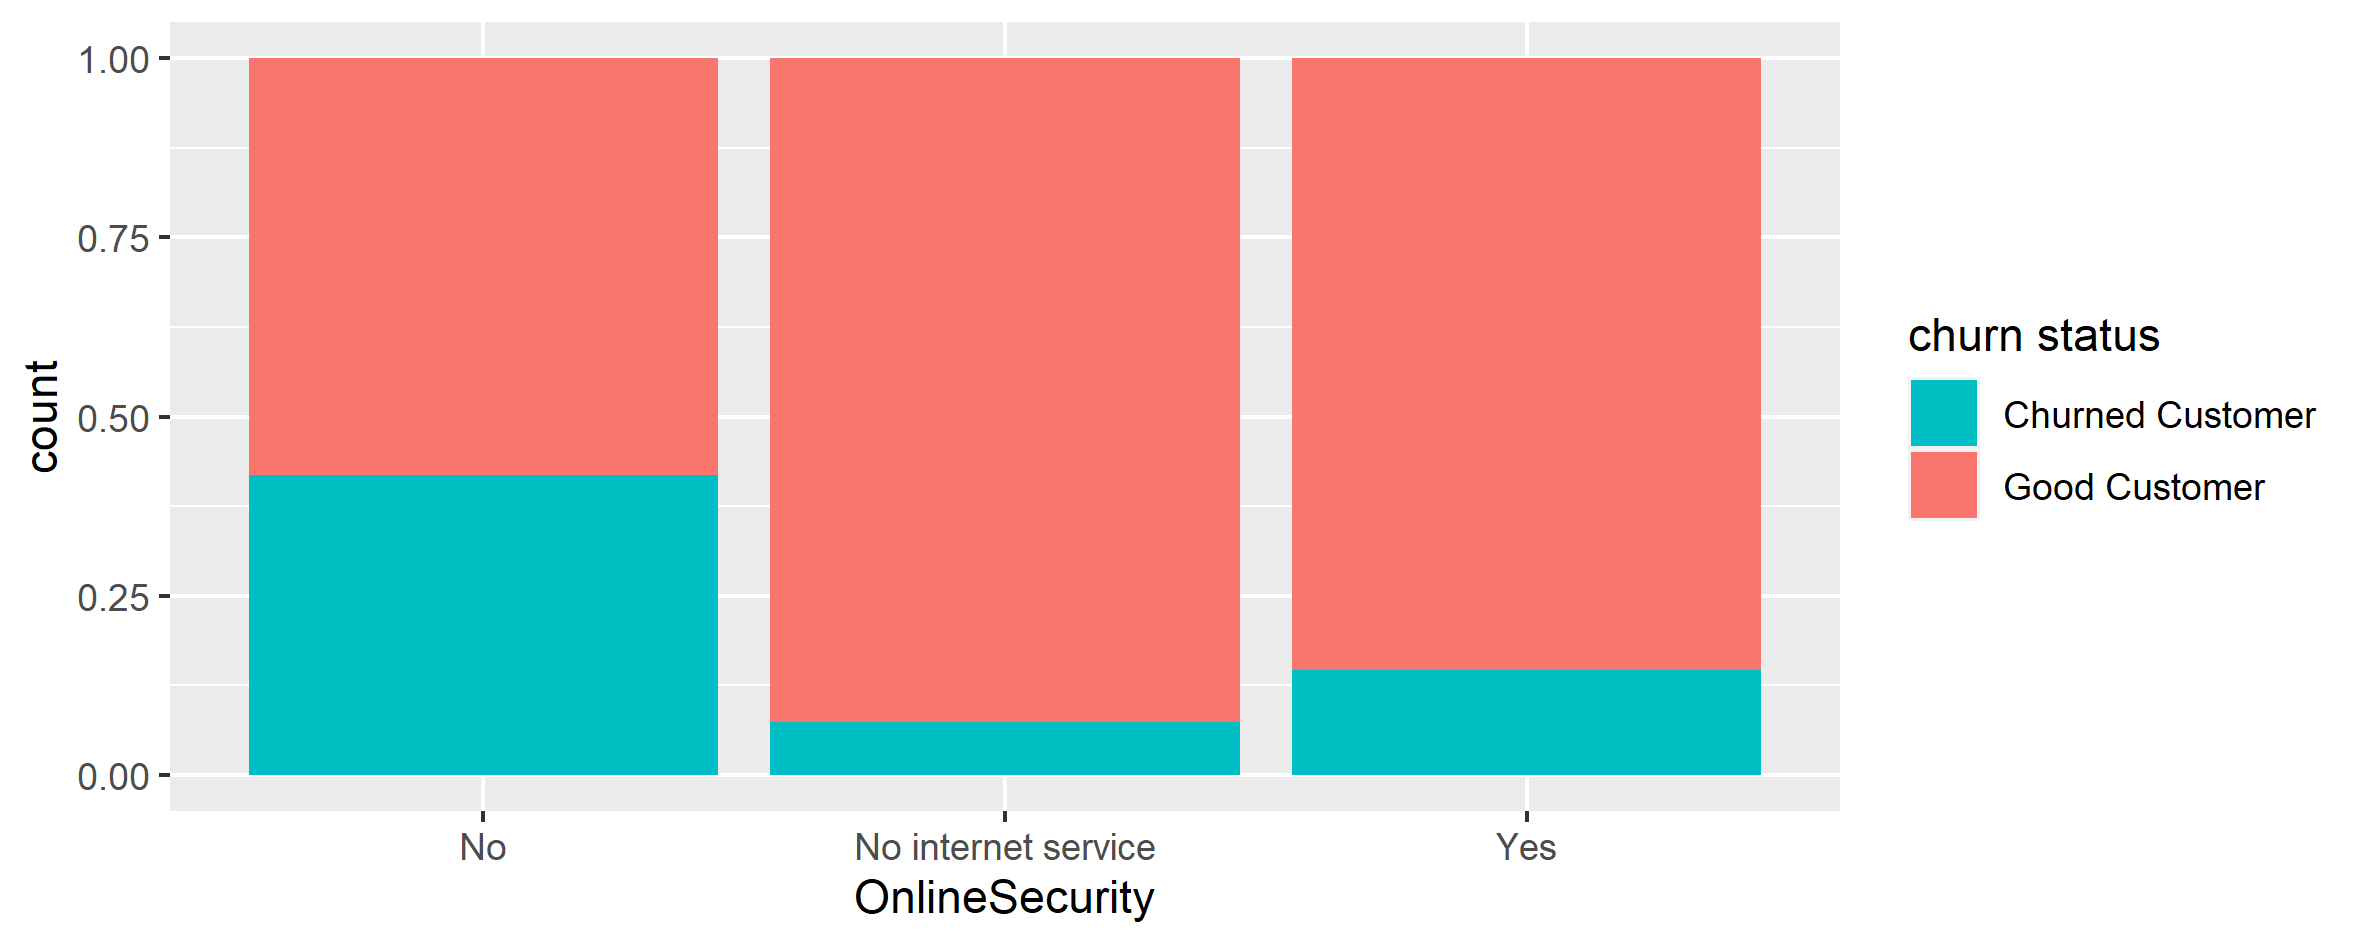 count
1.00
0.75
0.50
0.25
0.00
No
No internet service
Yes
OnlineSecurity
churn status
Churned Customer
Good Customer